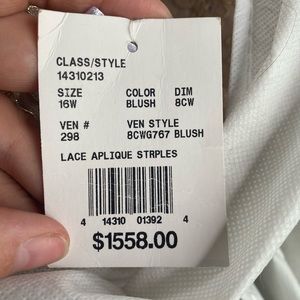 CLASS/STYLE
14310213
SIZE COLOR DIM
16W BLUSH 8CW
VEN # VEN STYLE
298 8CWG767 BLUSH
LACE APLIQUE STRPLES
4 14310 01392 4
$1558.00